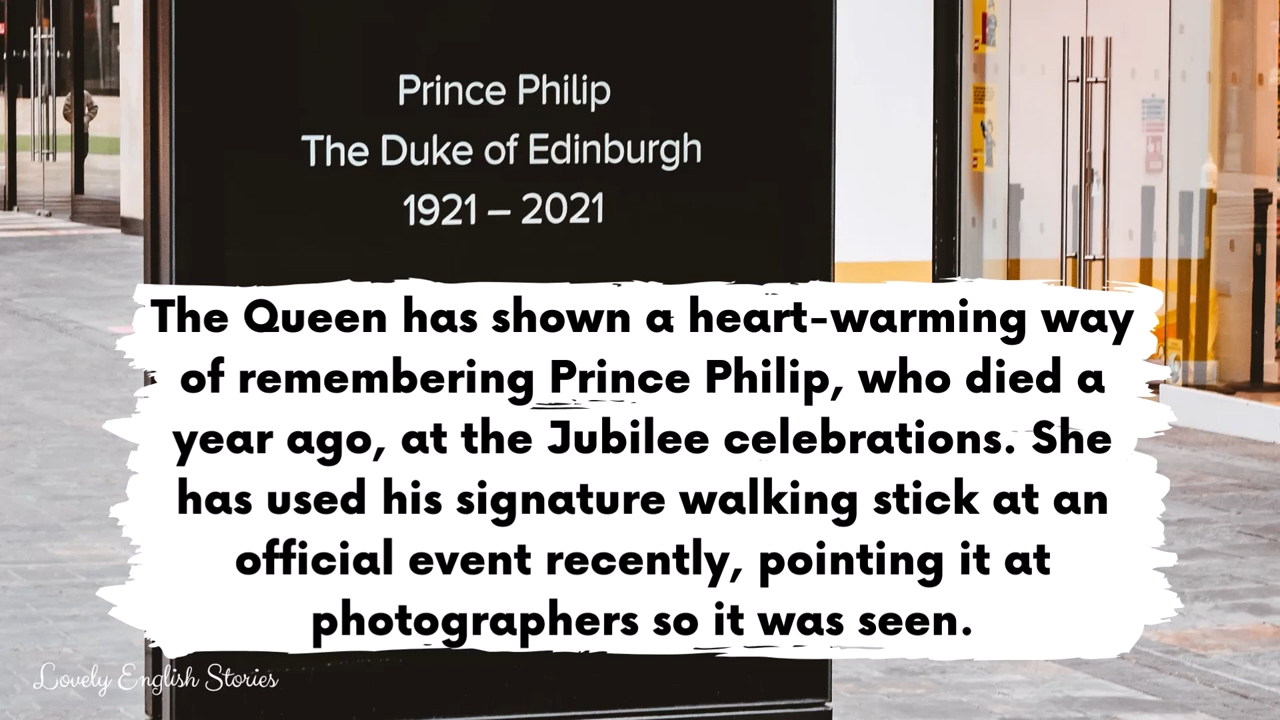 Prince Philip
The Duke of Edinburgh
1921 – 2021
The Queen has shown a heart-warming way
of remembering Prince Philip, who died a
year ago, at the Jubilee celebrations. She
has used his signature walking stick at an
official event recently, pointing it at
photographers so it was seen.
Lovely English Stories